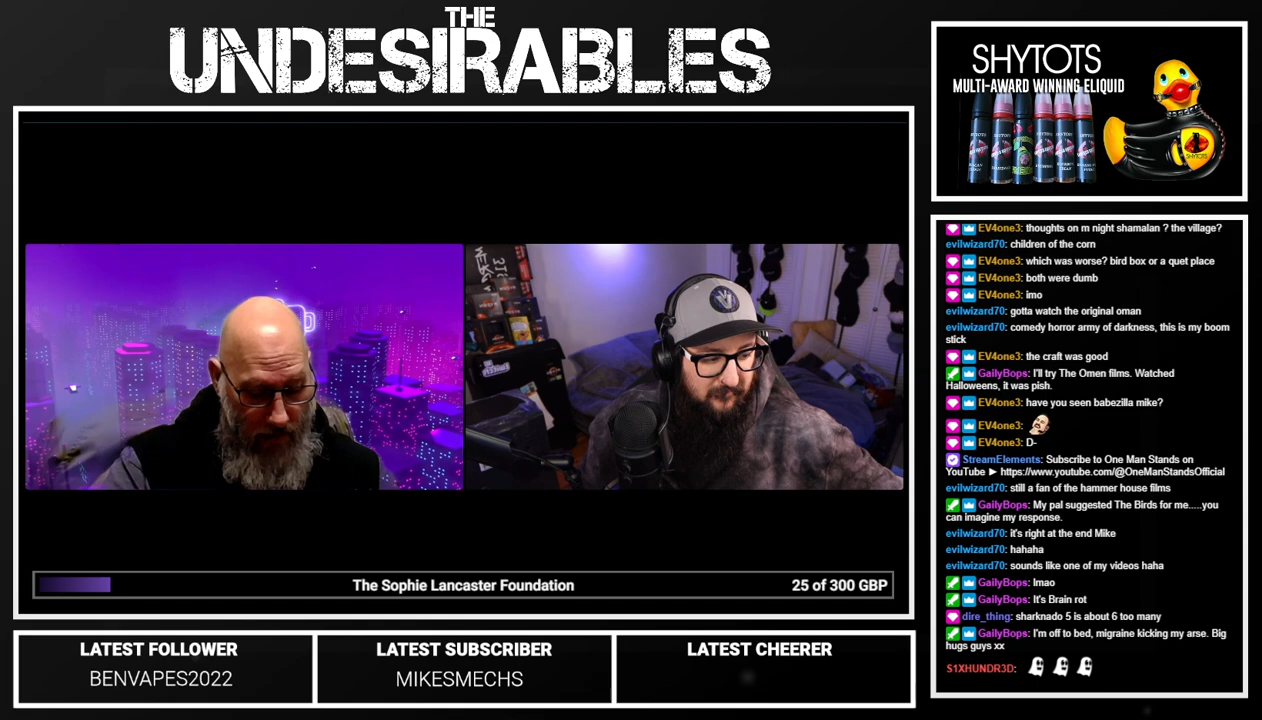 THE
UNDESIRABLES
SHYTOTS
MULTI-AWARD WINNING ELIQUID
EV4one3: thoughts on m night shamalan ? the village?
evilwizard70: children of the corn
EV4one3: which was worse? bird box or a quet place
EV4one3: both were dumb
EV4one3: imo
evilwizard70: gotta watch the original oman
evilwizard70: comedy horror army of darkness, this is my boom
stick
EV4one3: the craft was good
GailyBops: I'll try The Omen films. Watched
Halloweens, it was pish.
EV4one3: have you seen babezilla mike?
EV4one3:
EV4one3: D-
StreamElements: Subscribe to One Man Stands on
YouTube ► https://www.youtube.com/@OneManStandsOfficial
evilwizard70: still a fan of the hammer house films
GailyBops: My pal suggested The Birds for me.....you
can imagine my response.
evilwizard70: it's right at the end Mike
evilwizard70: hahaha
evilwizard70: sounds like one of my videos haha
GailyBops: lmao
GailyBops: It's Brain rot
dire_thing: sharknado 5 is about 6 too many
GailyBops: I'm off to bed, migraine kicking my arse. Big
hugs guys xx
S1XHUNDR3D:
The Sophie Lancaster Foundation
25 of 300 GBP
LATEST FOLLOWER
BENVAPES2022
LATEST SUBSCRIBER
MIKESMECHS
LATEST CHEERER